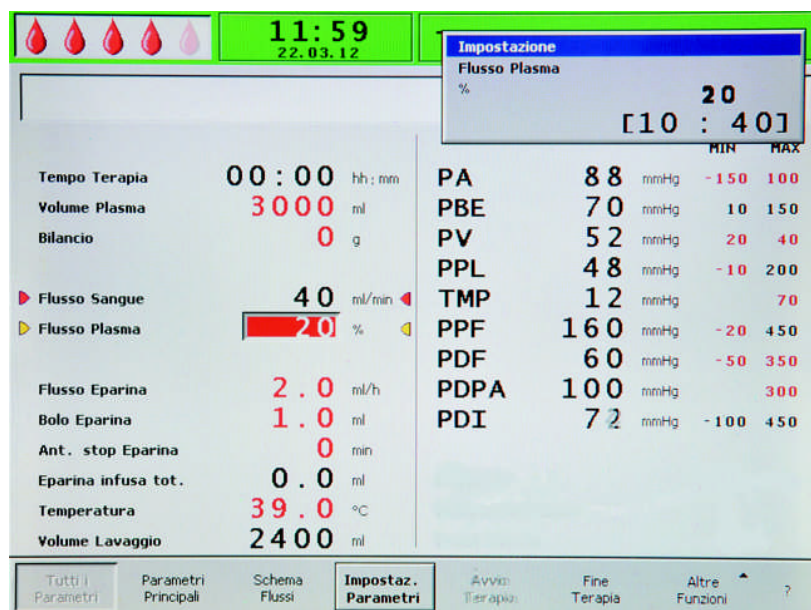 11:59
22.03.12
Impostazione
Flusso Plasma
% 20
[10 : 40]
MIN MAX
Tempo Terapia 00:00 hh:mm
Volume Plasma 3000 ml
Bilancio 0 g
Flusso Sangue 40 ml/min
Flusso Plasma 20 %
Flusso Eparina 2.0 ml/h
Bolo Eparina 1.0 ml
Ant. stop Eparina 0 min
Eparina infusa tot. 0.0 ml
Temperatura 39.0 °C
Volume Lavaggio 2400 ml
PA 88 mmHg -150 100
PBE 70 mmHg 10 150
PV 52 mmHg 20 40
PPL 48 mmHg -10 200
TMP 12 mmHg 70
PPF 160 mmHg -20 450
PDF 60 mmHg -50 350
PDPA 100 mmHg 300
PDI 72 mmHg -100 450
Tutti i Parametri
Parametri Principali
Schema Flussi
Impostaz. Parametri
Avvio Terapia
Fine Terapia
Altre Funzioni
?